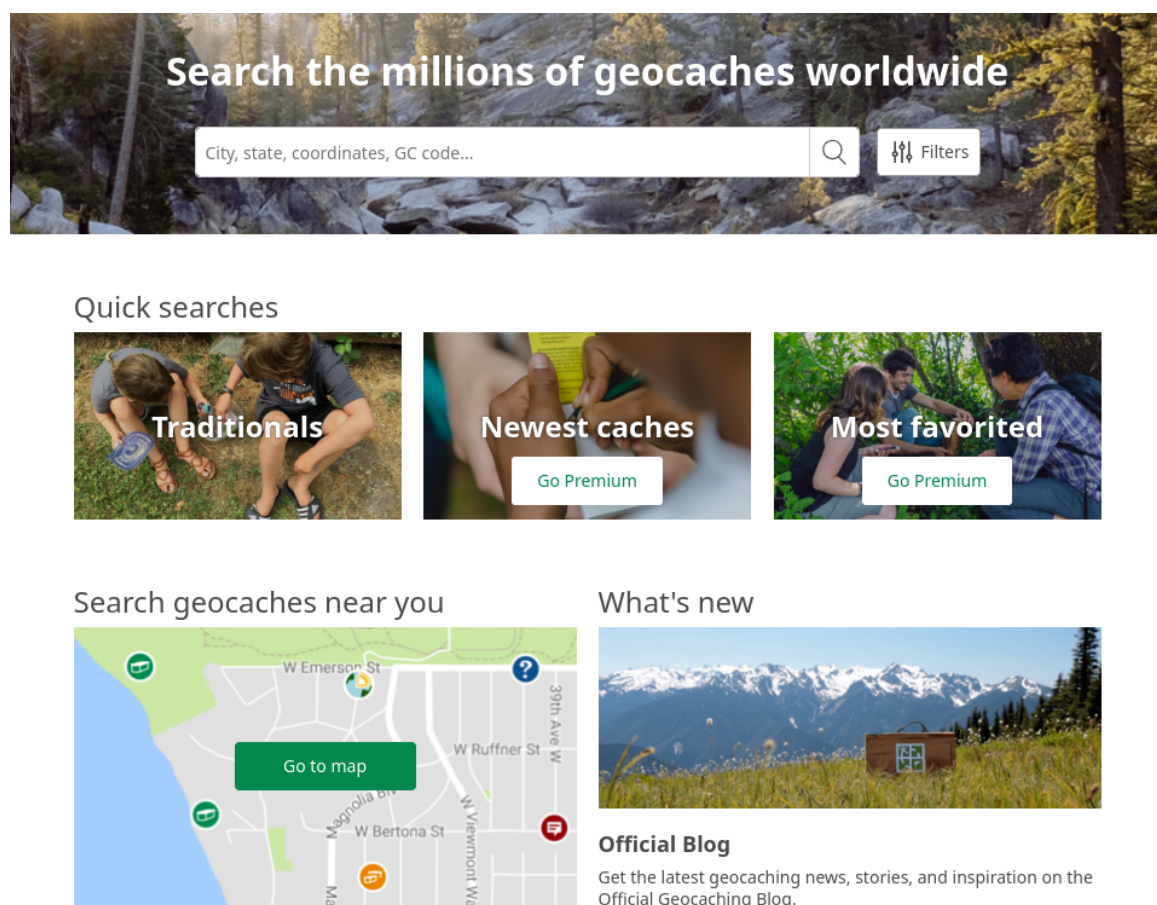 Search the millions of geocaches worldwide
City, state, coordinates, GC code...
Filters
Quick searches
Traditionals
Newest caches
Go Premium
Most favorited
Go Premium
Search geocaches near you
W Emerson St
39th Ave W
W Ruffner St
Go to map
Magnolia Blv
W Bertona St
W Viewmont Wa
Ma
What's new
Official Blog
Get the latest geocaching news, stories, and inspiration on the
Official Geocaching Blog.